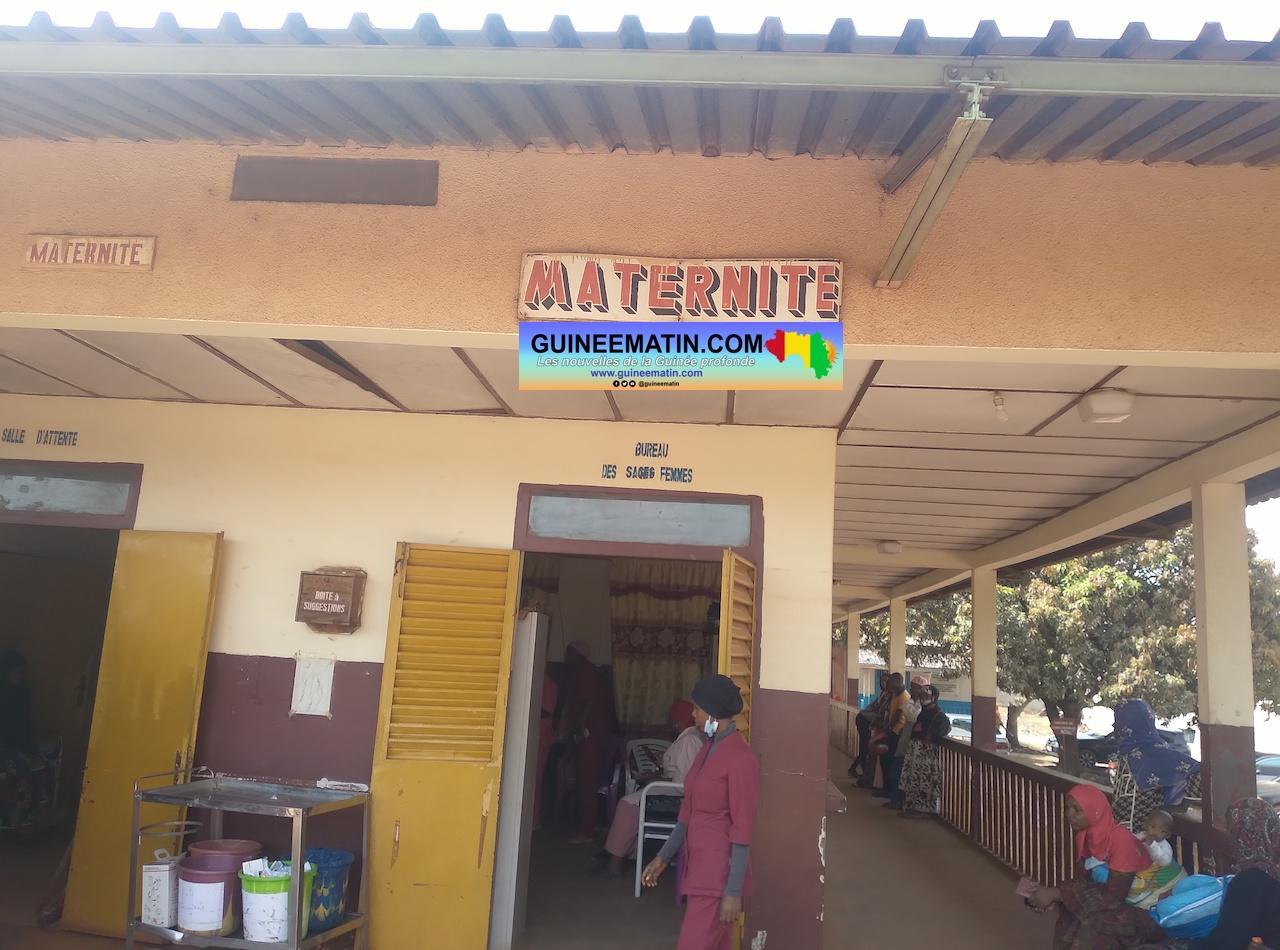 MATERNITE
MATERNITE
GUINEEMATIN.COM
Les nouvelles de la Guinée profonde
www.guineematin.com
@guineematin
SALLE D'ATTENTE
BUREAU
DES SAGES FEMMES
BOITE à
SUGGESTIONS